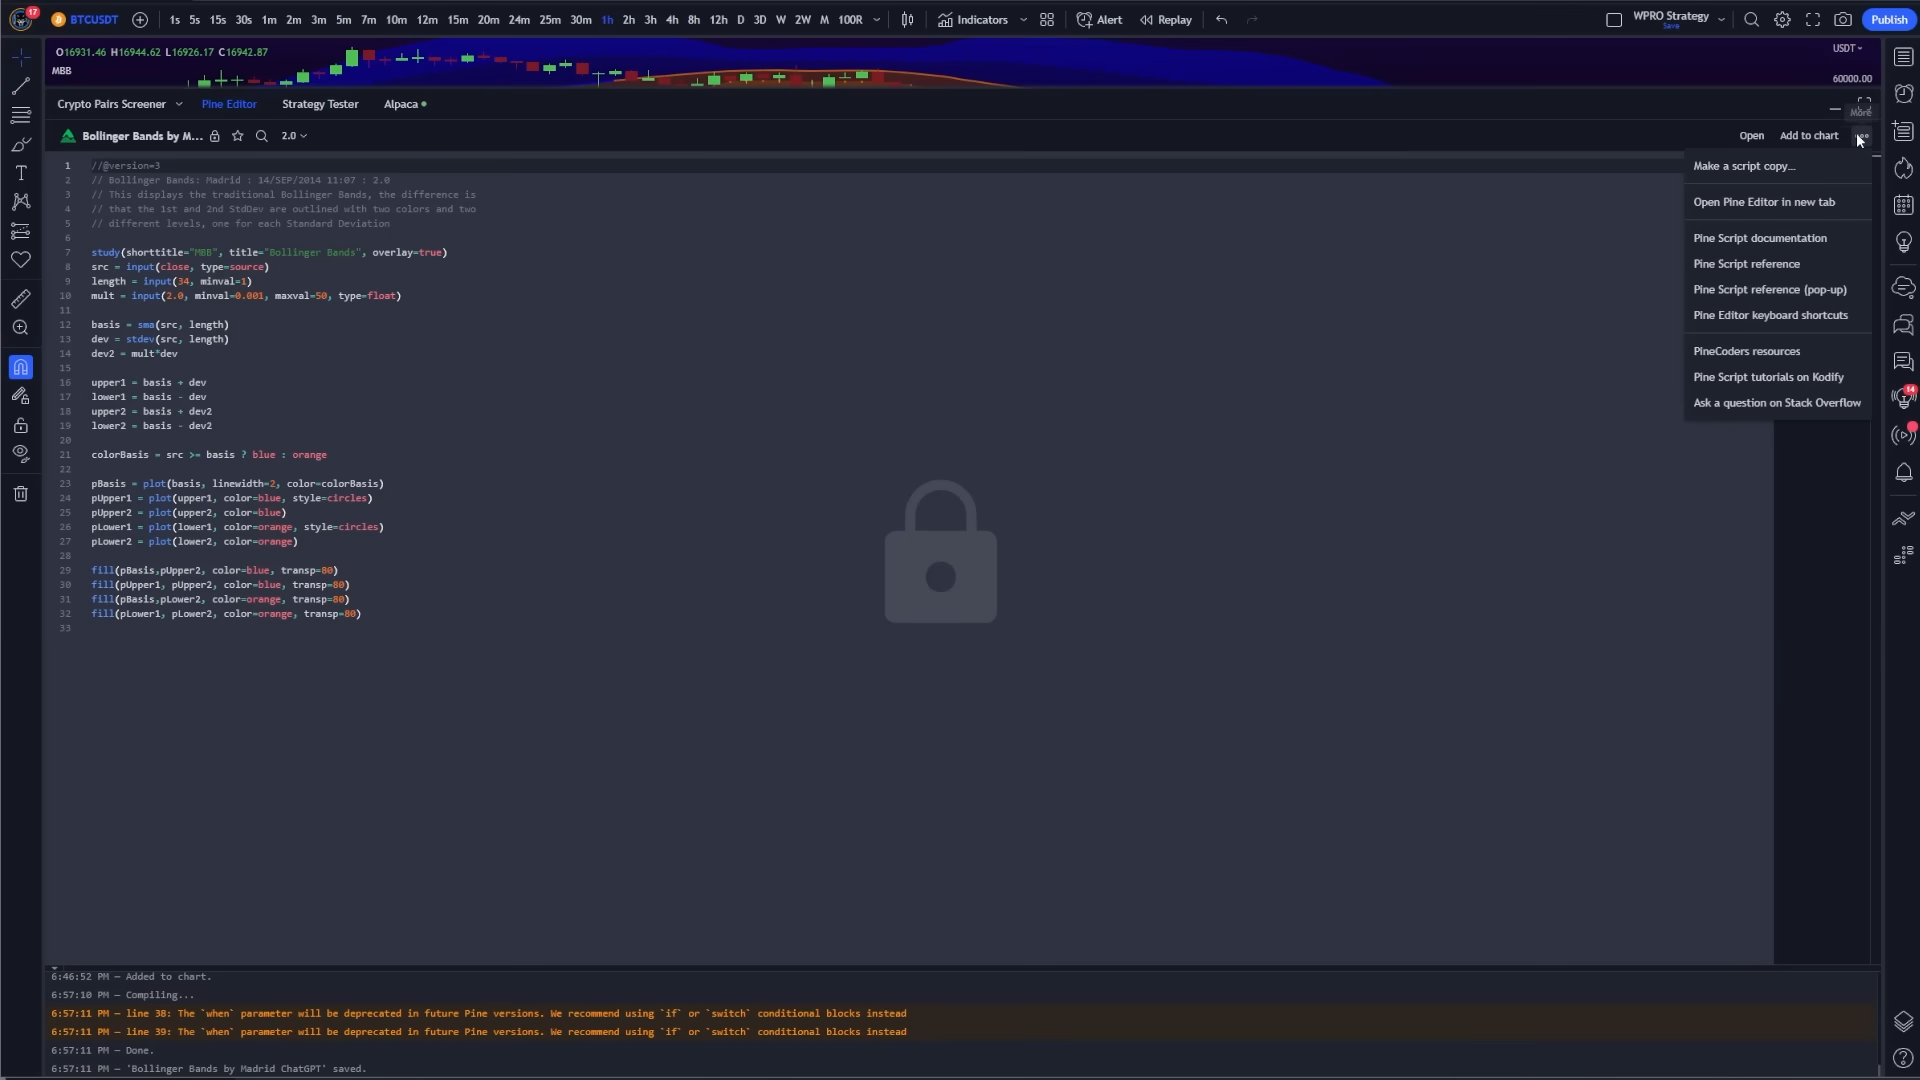 17 BTCUSDT 1s 5s 15s 30s 1m 2m 3m 5m 7m 10m 12m 15m 20m 24m 25m 30m 1h 2h 3h 4h 8h 12h D 3D W 2W M 100R Indicators Alert Replay WPRO Strategy Save Publish
O16931.46 H16944.62 L16926.17 C16942.87 USDT
MBB
60000.00
Crypto Pairs Screener Pine Editor Strategy Tester Alpaca
More
Bollinger Bands by M... 2.0 Open Add to chart
1 //@version=3
2 // Bollinger Bands: Madrid : 14/SEP/2014 11:07 : 2.0
3 // This displays the traditional Bollinger Bands, the difference is
4 // that the 1st and 2nd StdDev are outlined with two colors and two
5 // different levels, one for each Standard Deviation
6
7 study(shorttitle="MBB", title="Bollinger Bands", overlay=true)
8 src = input(close, type=source)
9 length = input(34, minval=1)
10 mult = input(2.0, minval=0.001, maxval=50, type=float)
11
12 basis = sma(src, length)
13 dev = stdev(src, length)
14 dev2 = mult*dev
15
16 upper1 = basis + dev
17 lower1 = basis - dev
18 upper2 = basis + dev2
19 lower2 = basis - dev2
20
21 colorBasis = src >= basis ? blue : orange
22
23 pBasis = plot(basis, linewidth=2, color=colorBasis)
24 pUpper1 = plot(upper1, color=blue, style=circles)
25 pUpper2 = plot(upper2, color=blue)
26 pLower1 = plot(lower1, color=orange, style=circles)
27 pLower2 = plot(lower2, color=orange)
28
29 fill(pBasis,pUpper2, color=blue, transp=80)
30 fill(pUpper1, pUpper2, color=blue, transp=80)
31 fill(pBasis,pLower2, color=orange, transp=80)
32 fill(pLower1, pLower2, color=orange, transp=80)
33
Make a script copy...
Open Pine Editor in new tab
Pine Script documentation
Pine Script reference
Pine Script reference (pop-up)
Pine Editor keyboard shortcuts
PineCoders resources
Pine Script tutorials on Kodify
Ask a question on Stack Overflow
14
6:46:52 PM – Added to chart.
6:57:10 PM – Compiling...
6:57:11 PM – line 38: The `when` parameter will be deprecated in future Pine versions. We recommend using `if` or `switch` conditional blocks instead
6:57:11 PM – line 39: The `when` parameter will be deprecated in future Pine versions. We recommend using `if` or `switch` conditional blocks instead
6:57:11 PM – Done.
6:57:11 PM – 'Bollinger Bands by Madrid ChatGPT' saved.